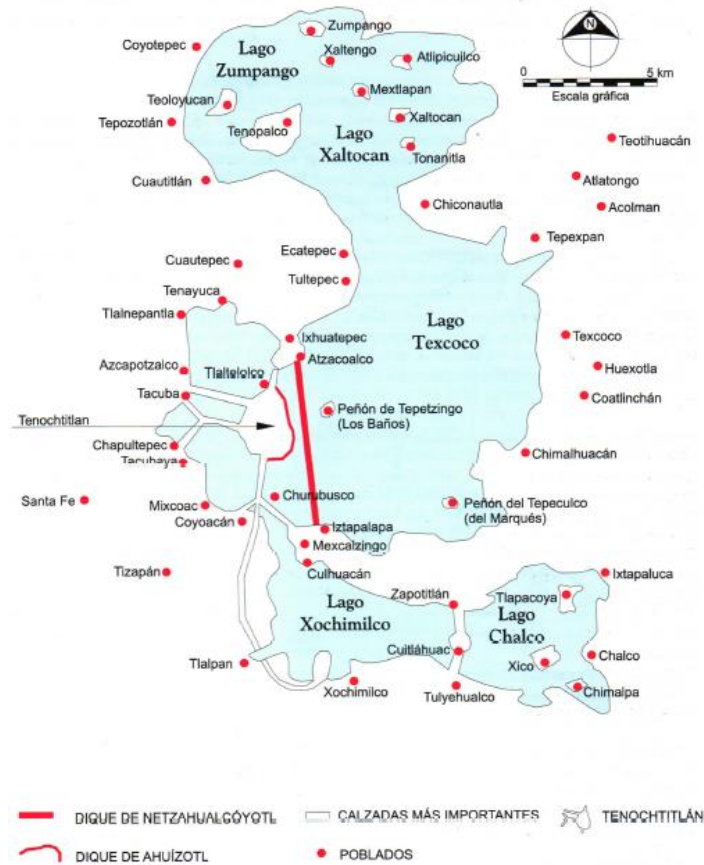 Zumpango
Coyotepec
Lago
Zumpango
Xaltengo
Atlipicuilco
N
0 5 km
Escala gráfica
Teoloyucan
Mextlapan
Tepozotlán
Tenopalco
Xaltocan
Lago
Xaltocan
Tonanitla
Teotihuacán
Cuautitlán
Atlatongo
Chiconautla
Acolman
Tepexpan
Ecatepec
Cuautepec
Tultepec
Tenayuca
Tlalnepantla
Lago
Texcoco
Ixhuatepec
Texcoco
Atzacoalco
Azcapotzalco
Tlaltelolco
Huexotla
Tacuba
Coatlinchán
Peñón de Tepetzingo
(Los Baños)
Tenochtitlan
Chapultepec
Chimalhuacán
Tacubaya
Santa Fe
Churubusco
Mixcoac
Peñón del Tepeculco
(del Marqués)
Coyoacán
Iztapalapa
Mexcalzingo
Culhuacán
Tizapán
Ixtapaluca
Lago
Xochimilco
Zapotitlán
Tlapacoya
Lago
Chalco
Cuitláhuac
Chalco
Tlalpan
Xico
Xochimilco
Tulyehualco
Chimalpa
DIQUE DE NETZAHUALCÓYOTL
CALZADAS MÁS IMPORTANTES
TENOCHTITLÁN
DIQUE DE AHUÍZOTL
POBLADOS